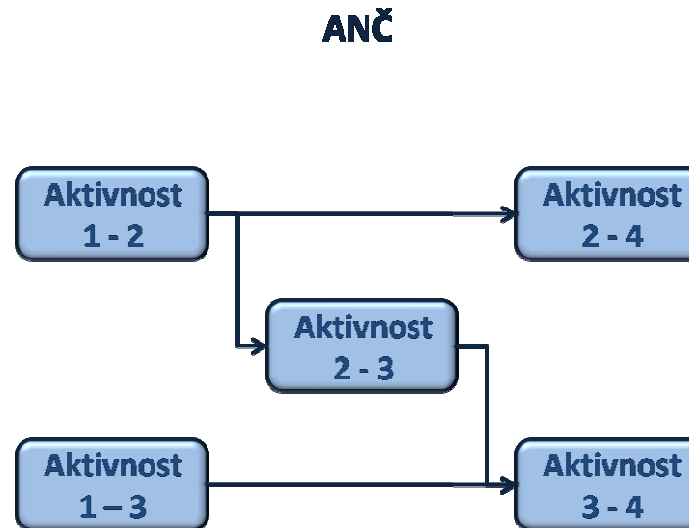 ANČ
Aktivnost
1 - 2
Aktivnost
2 - 4
Aktivnost
2 - 3
Aktivnost
1 – 3
Aktivnost
3 - 4